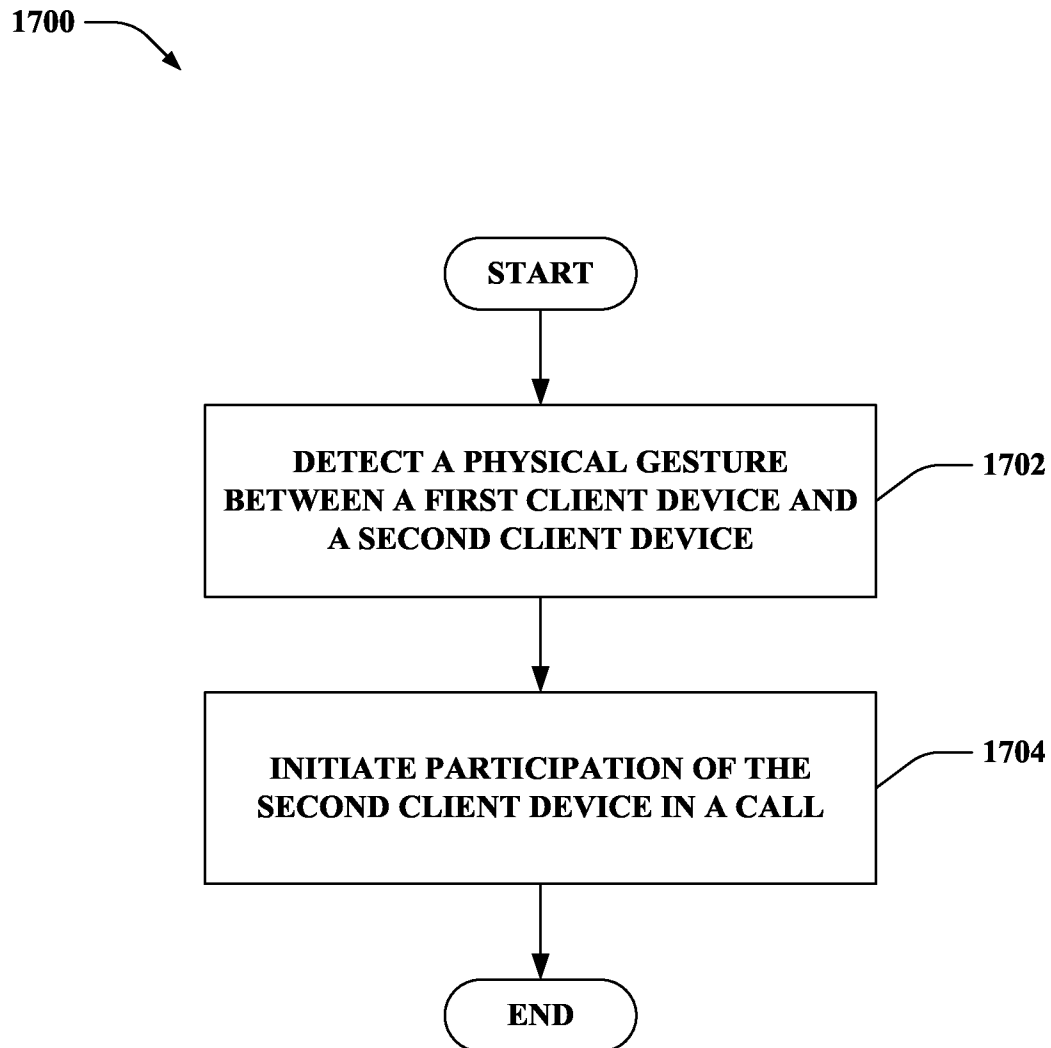 1700
START
DETECT A PHYSICAL GESTURE
BETWEEN A FIRST CLIENT DEVICE AND
A SECOND CLIENT DEVICE
1702
INITIATE PARTICIPATION OF THE
SECOND CLIENT DEVICE IN A CALL
1704
END